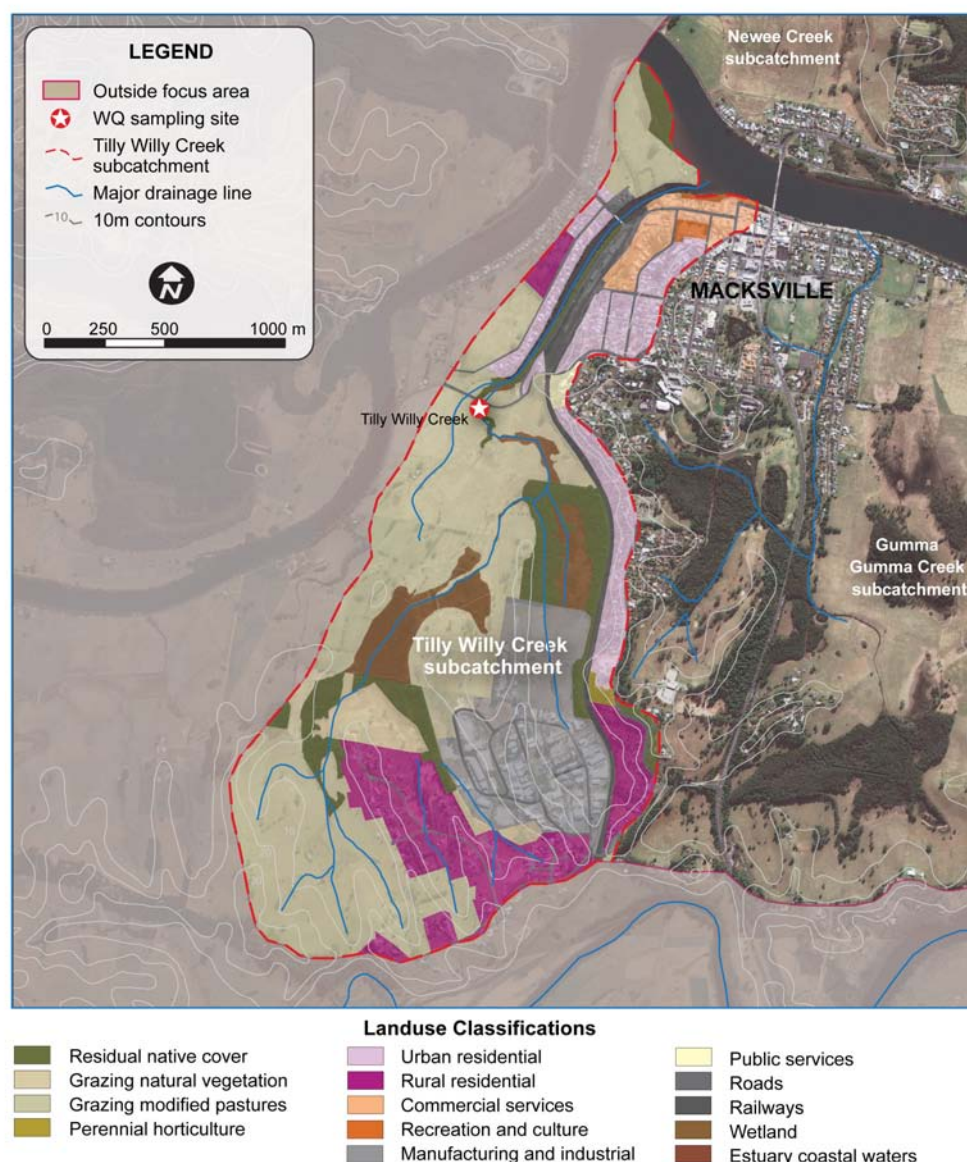 LEGEND
Outside focus area
WQ sampling site
Tilly Willy Creek
subcatchment
Major drainage line
10
10m contours
N
0 250 500 1000 m
Newee Creek
subcatchment
MACKSVILLE
Tilly Willy Creek
Gumma
Gumma Creek
subcatchment
Tilly Willy Creek
subcatchment
10
Landuse Classifications
Residual native cover
Grazing natural vegetation
Grazing modified pastures
Perennial horticulture
Urban residential
Rural residential
Commercial services
Recreation and culture
Manufacturing and industrial
Public services
Roads
Railways
Wetland
Estuary coastal waters